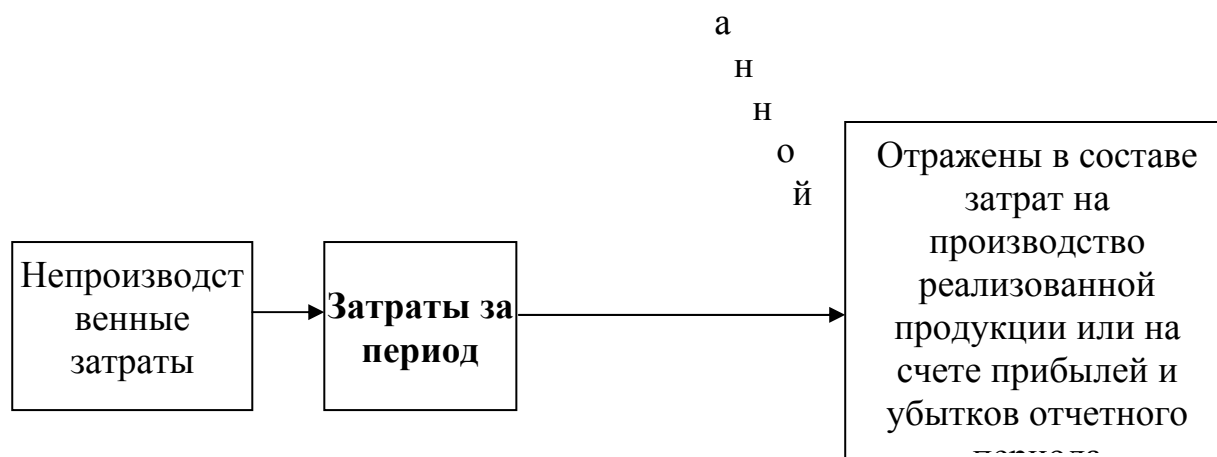 а
н
н
о
й
Непроизводст
венные
затраты
Затраты за
период
Отражены в составе
затрат на
производство
реализованной
продукции или на
счете прибылей и
убытков отчетного
периода